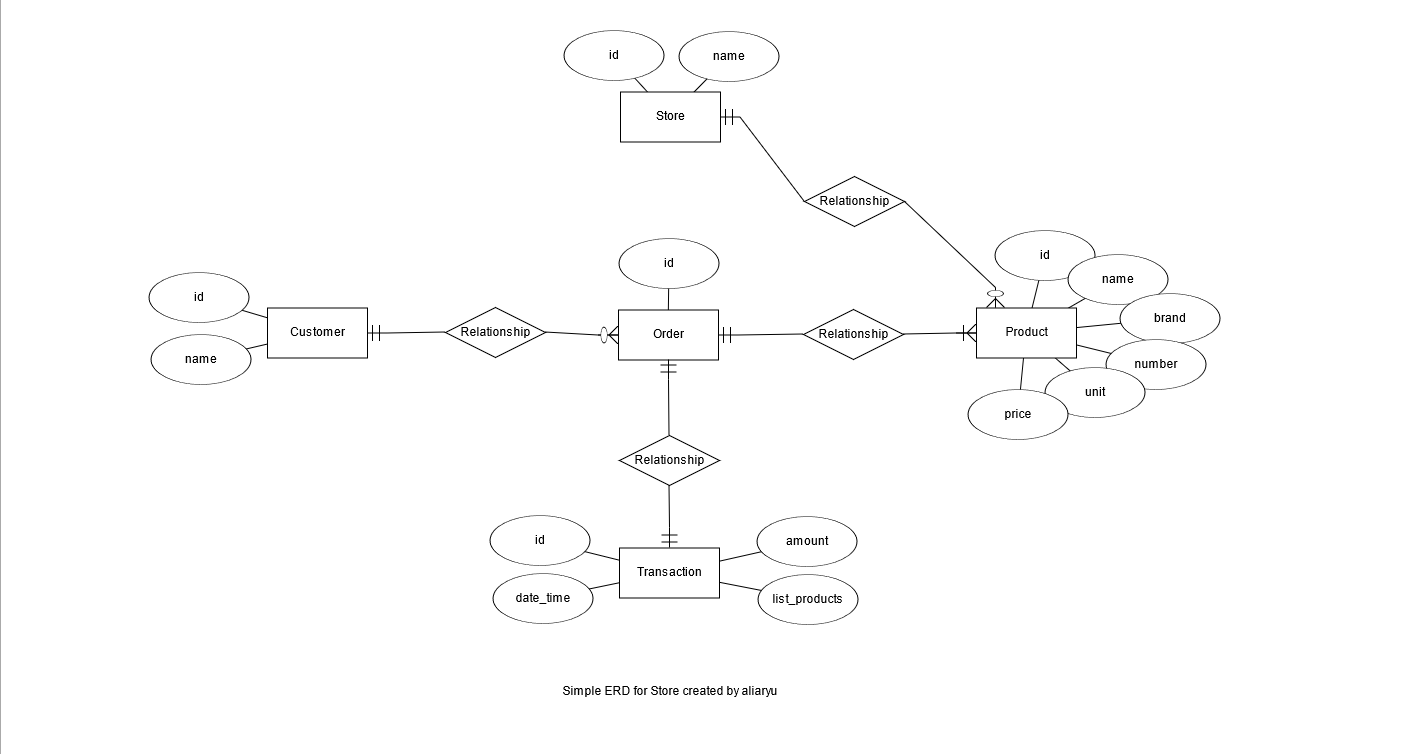 id
name
Store
Relationship
id
id
name
id
brand
Customer
Relationship
Order
Relationship
Product
name
number
unit
price
Relationship
id
amount
Transaction
date_time
list_products
Simple ERD for Store created by aliaryu